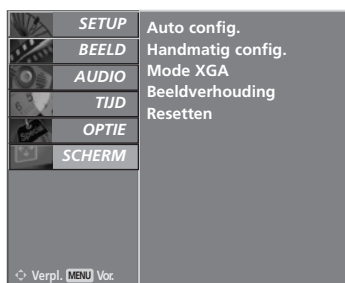 SETUP
BEELD
AUDIO
TIJD
OPTIE
SCHERM
Auto config.
Handmatig config.
Mode XGA
Beeldverhouding
Resetten
Verpl. MENU Vor.